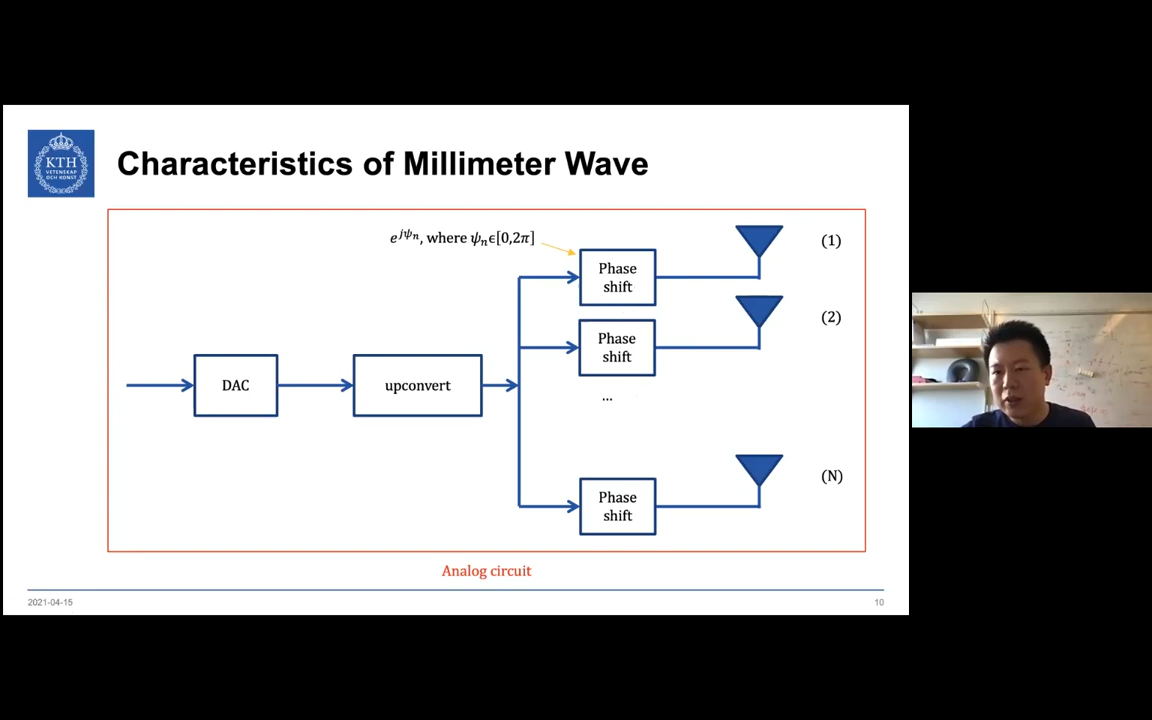 KTH
VETENSKAP
OCH KONST
Characteristics of Millimeter Wave
e^{jψ_n}, where ψ_nϵ[0,2π]
Phase
shift
(1)
Phase
shift
(2)
DAC
upconvert
...
Phase
shift
(N)
Analog circuit
2021-04-15
10